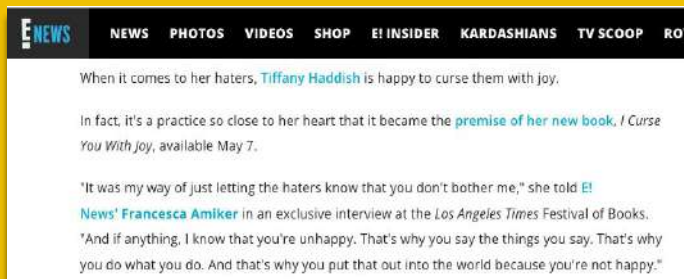 E! NEWS NEWS PHOTOS VIDEOS SHOP E! INSIDER KARDASHIANS TV SCOOP
When it comes to her haters, Tiffany Haddish is happy to curse them with joy.
In fact, it's a practice so close to her heart that it became the premise of her new book, I Curse
You With Joy, available May 7.
"It was my way of just letting the haters know that you don't bother me," she told E!
News' Francesca Amiker in an exclusive interview at the Los Angeles Times Festival of Books.
"And if anything, I know that you're unhappy. That's why you say the things you say. That's why
you do what you do. And that's why you put that out into the world because you're not happy."